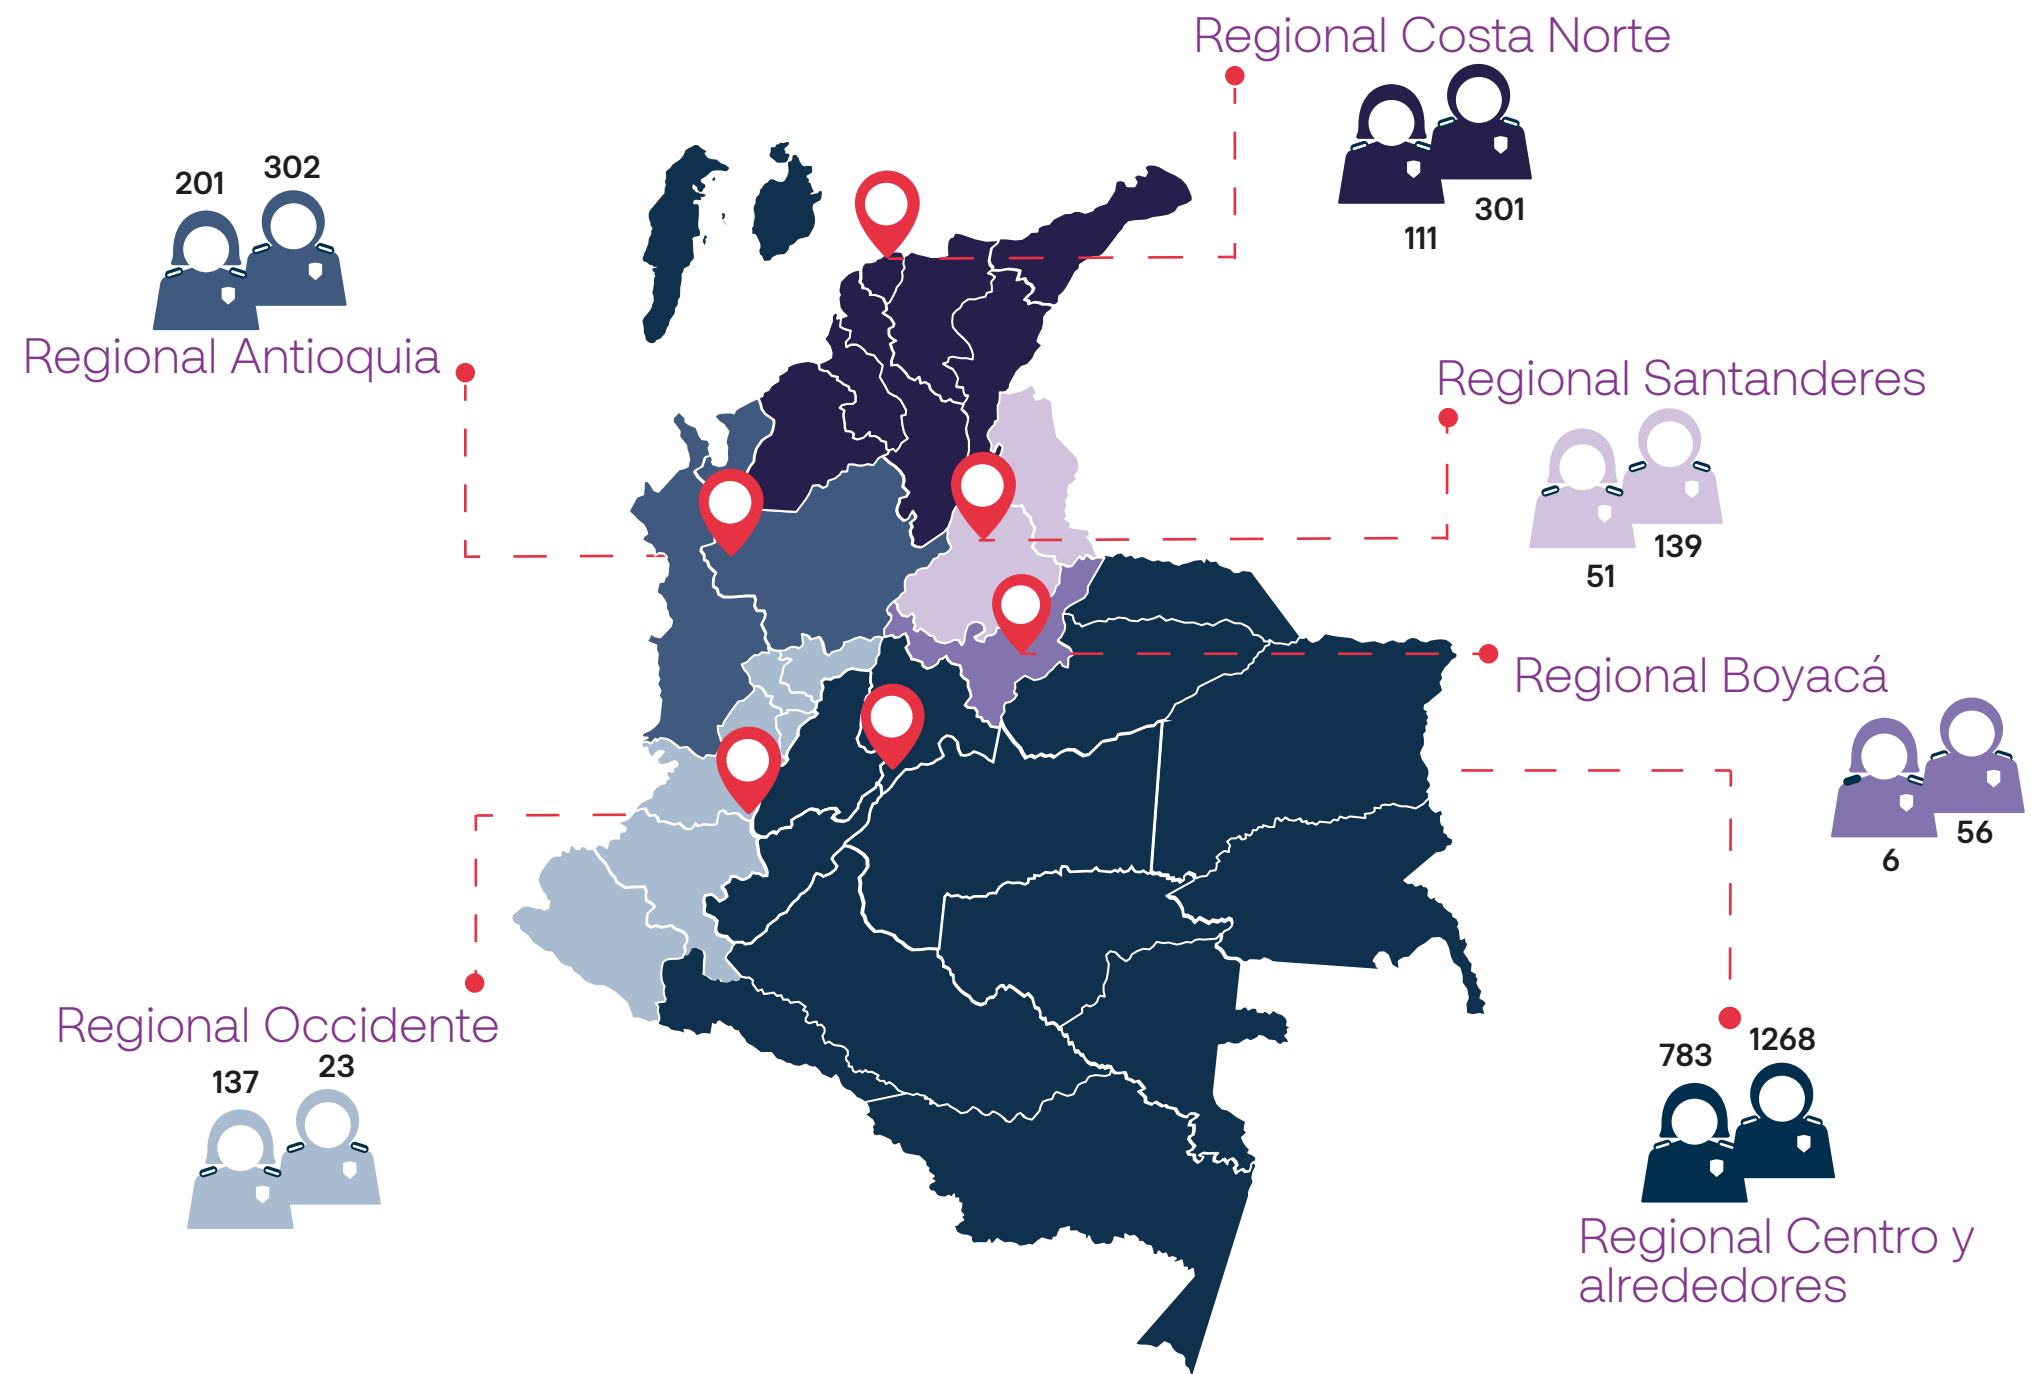 Regional Costa Norte
111
301
201
302
Regional Antioquia
Regional Santanderes
51
139
Regional Boyacá
6
56
Regional Occidente
137
23
783
1268
Regional Centro y
alrededores